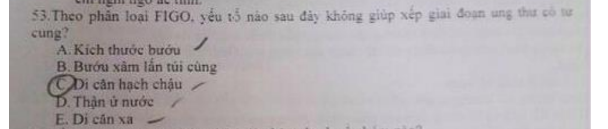 53.Theo phân loại FIGO, yếu tố nào sau đây không giúp xếp giai đoạn ung thư cổ tử
cung?
A. Kích thước bướu
B. Bướu xâm lấn túi cùng
C. Di căn hạch chậu
D. Thận ứ nước
E. Di căn xa